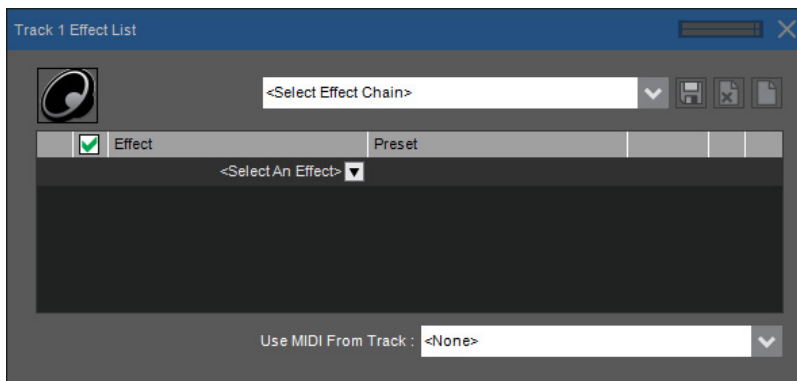 Track 1 Effect List
<Select Effect Chain>
Effect Preset
<Select An Effect>
Use MIDI From Track : <None>